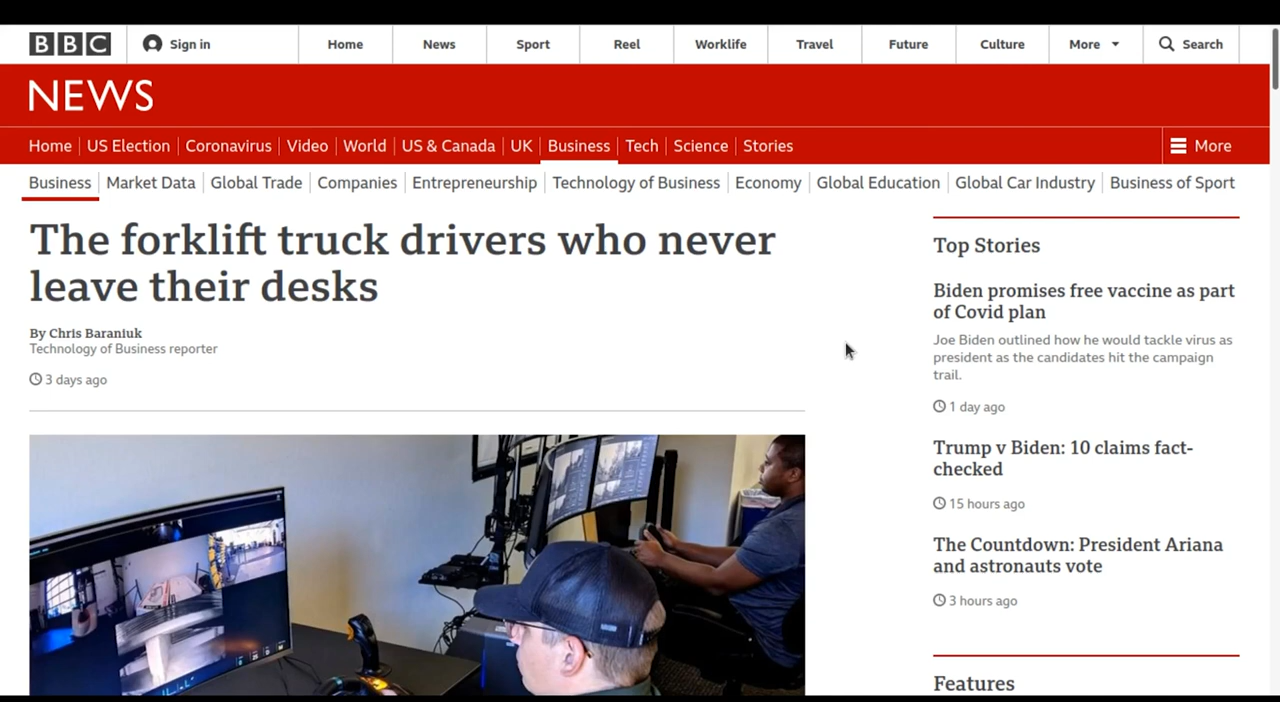 BBC Sign in Home News Sport Reel Worklife Travel Future Culture More Search
NEWS
Home US Election Coronavirus Video World US & Canada UK Business Tech Science Stories More
Business Market Data Global Trade Companies Entrepreneurship Technology of Business Economy Global Education Global Car Industry Business of Sport
The forklift truck drivers who never
leave their desks
By Chris Baraniuk
Technology of Business reporter
3 days ago
Top Stories
Biden promises free vaccine as part
of Covid plan
Joe Biden outlined how he would tackle virus as
president as the candidates hit the campaign
trail.
1 day ago
Trump v Biden: 10 claims fact-
checked
15 hours ago
The Countdown: President Ariana
and astronauts vote
3 hours ago
Features